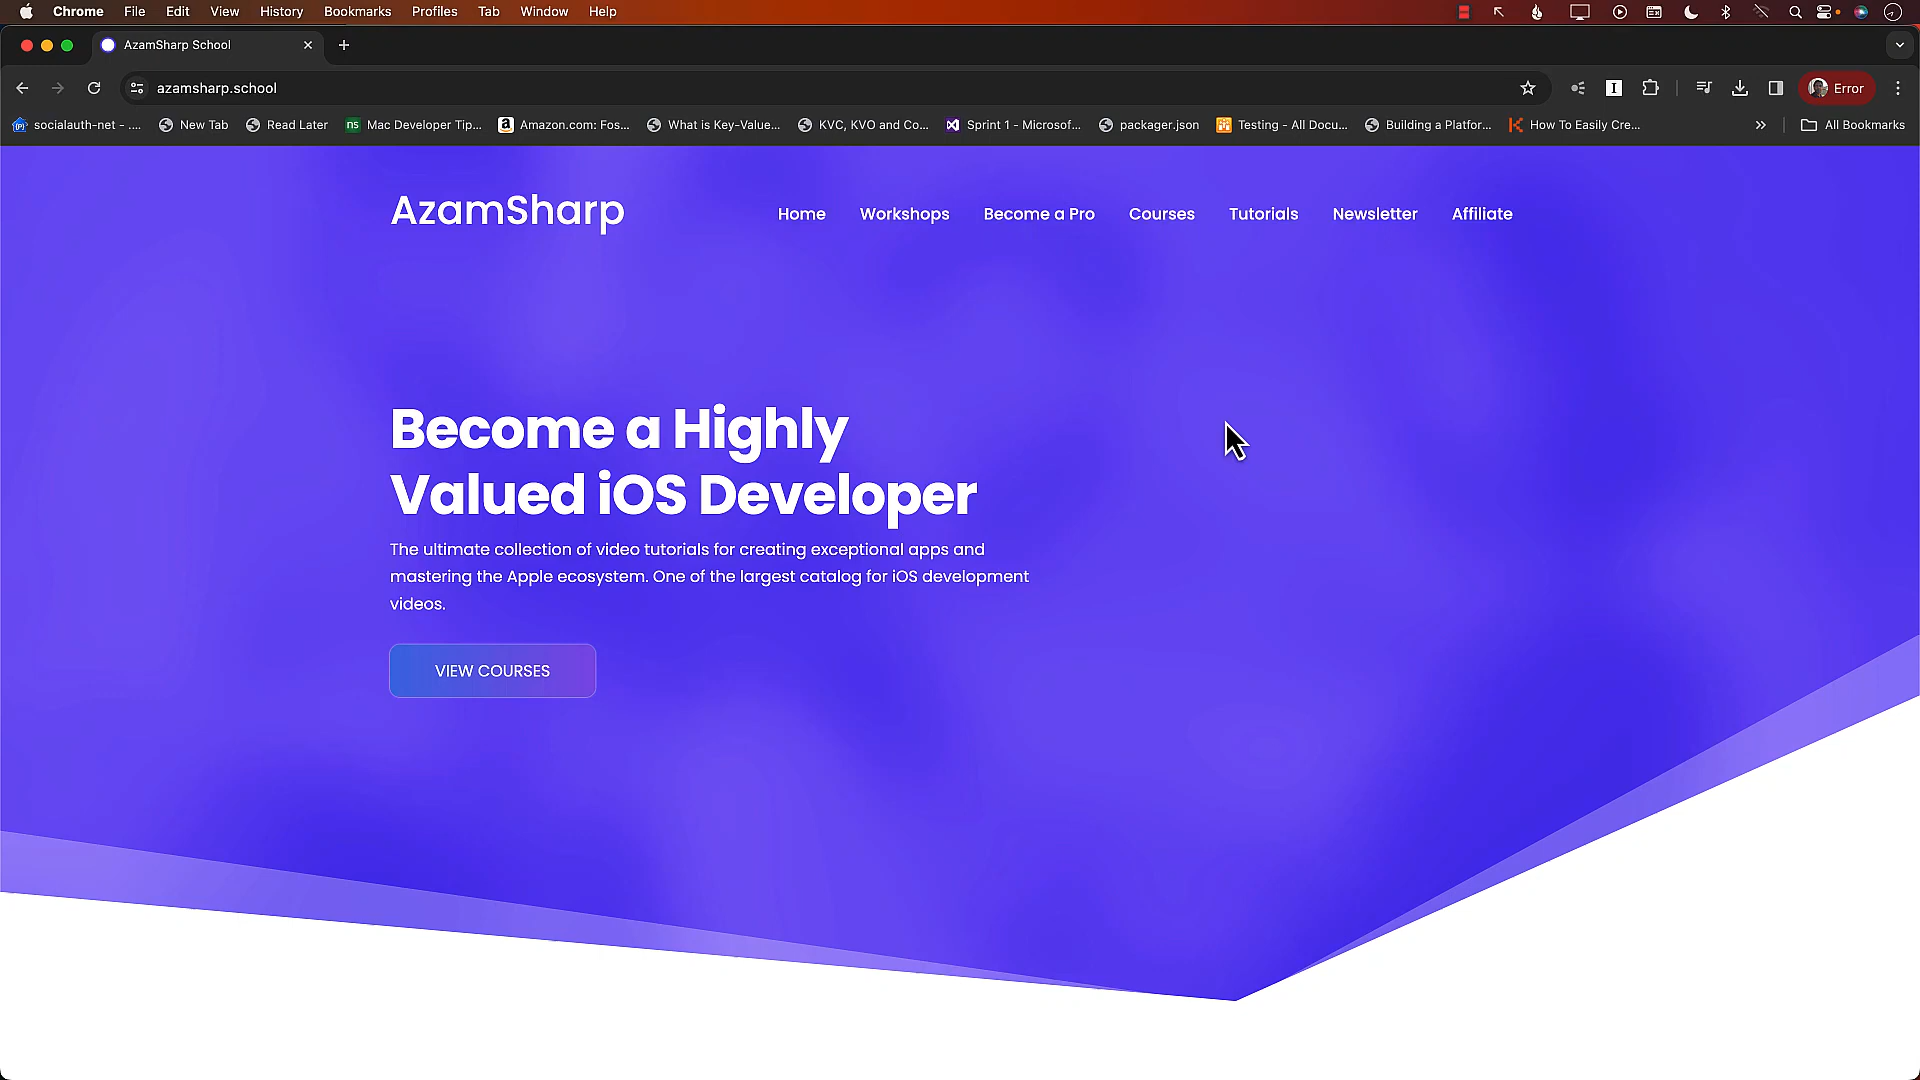 Chrome File Edit View History Bookmarks Profiles Tab Window Help
AzamSharp School
azamsharp.school
Error
socialauth-net - .... New Tab Read Later ns Mac Developer Tip... Amazon.com: Fos... What is Key-Value... KVC, KVO and Co... Sprint 1 - Microsof... packager.json Testing - All Docu... Building a Platfor... How To Easily Cre... » All Bookmarks
AzamSharp
Home Workshops Become a Pro Courses Tutorials Newsletter Affiliate
Become a Highly
Valued iOS Developer
The ultimate collection of video tutorials for creating exceptional apps and
mastering the Apple ecosystem. One of the largest catalog for iOS development
videos.
VIEW COURSES